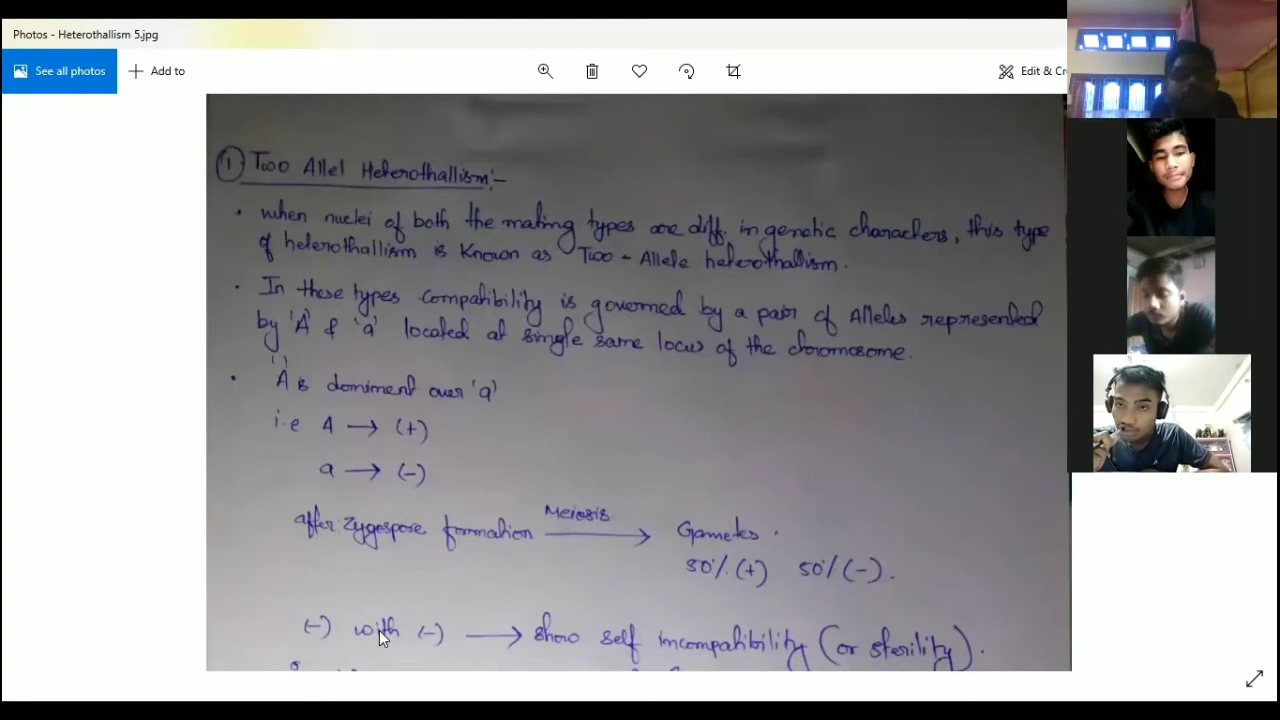 Photos - Heterothallism 5.jpg
See all photos
Add to
Edit & Cr
① Two Allel Heterothallism:-
• when nuclei of both the mating types are diff. in genetic characters, this type
of heterothallism is known as Two - Allele heterothallism.
• In these types compatibility is governed by a pair of Alleles represented
by 'A' & 'a' located at single same locus of the chromosome.
• 'A' is dominent over 'a'
i.e A → (+)
a → (-)
after zygospore formation Meiosis → Gametes.
50% (+) 50% (-).
(-) with (-) → show self incompatibility (or sterility).